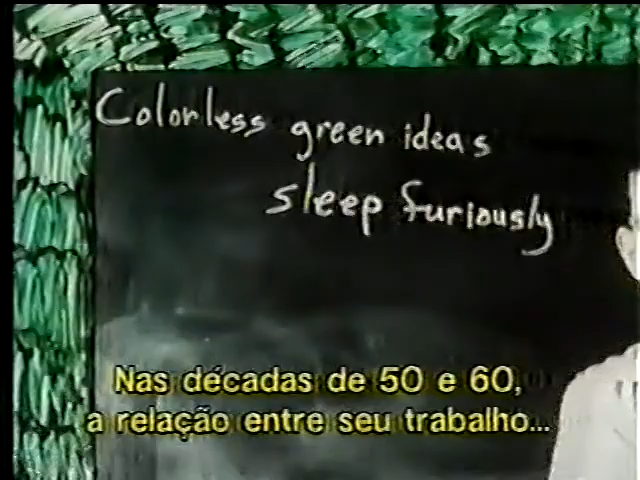 Colorless green ideas
sleep furiously
Nas décadas de 50 e 60,
a relação entre seu trabalho...